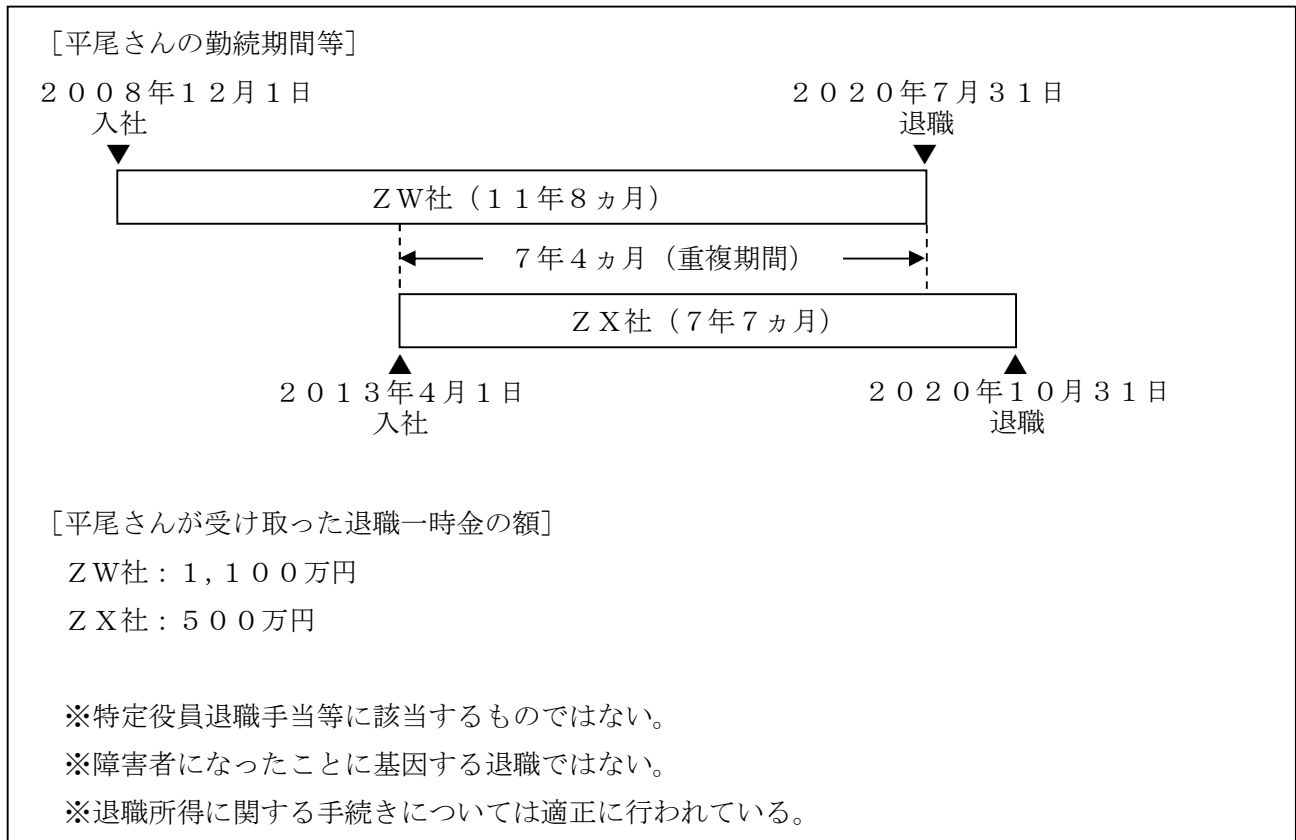 ［平尾さんの勤続期間等］
２００８年１２月１日 ２０２０年７月３１日
入社 退職
▼ ▼
ＺＷ社（１１年８ヵ月）
７年４ヵ月（重複期間）
ＺＸ社（７年７ヵ月）
▲ ▲
２０１３年４月１日 ２０２０年１０月３１日
入社 退職
［平尾さんが受け取った退職一時金の額］
ＺＷ社：１，１００万円
ＺＸ社：５００万円
※特定役員退職手当等に該当するものではない。
※障害者になったことに基因する退職ではない。
※退職所得に関する手続きについては適正に行われている。